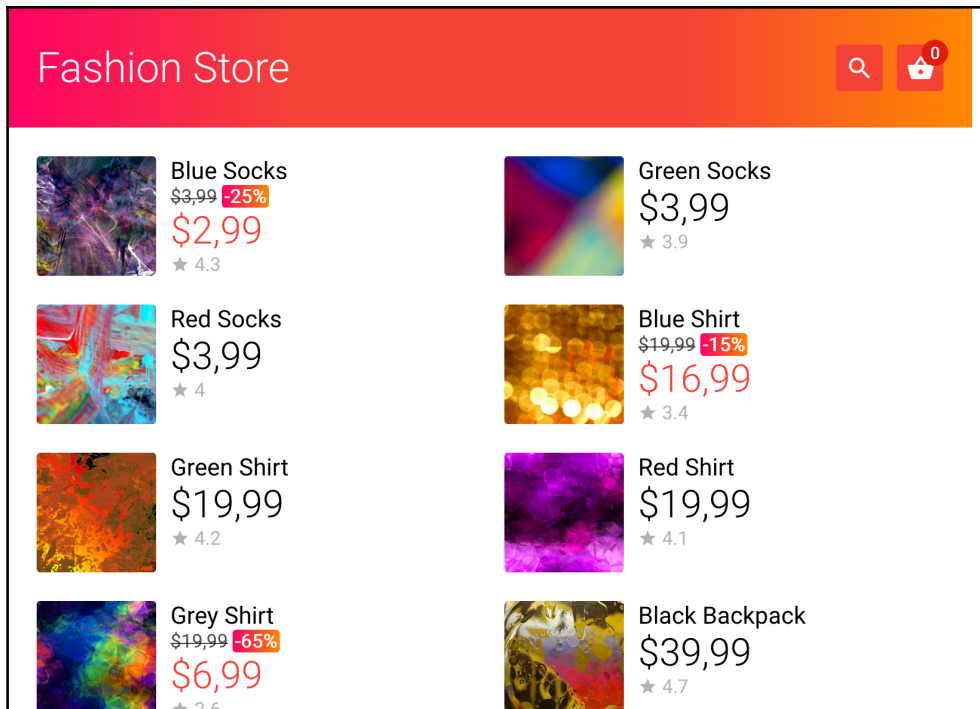 Fashion Store
0
Blue Socks
$3,99 -25%
$2,99
★ 4.3
Green Socks
$3,99
★ 3.9
Red Socks
$3,99
★ 4
Blue Shirt
$19,99 -15%
$16,99
★ 3.4
Green Shirt
$19,99
★ 4.2
Red Shirt
$19,99
★ 4.1
Grey Shirt
$19,99 -65%
$6,99
Black Backpack
$39,99
★ 4.7